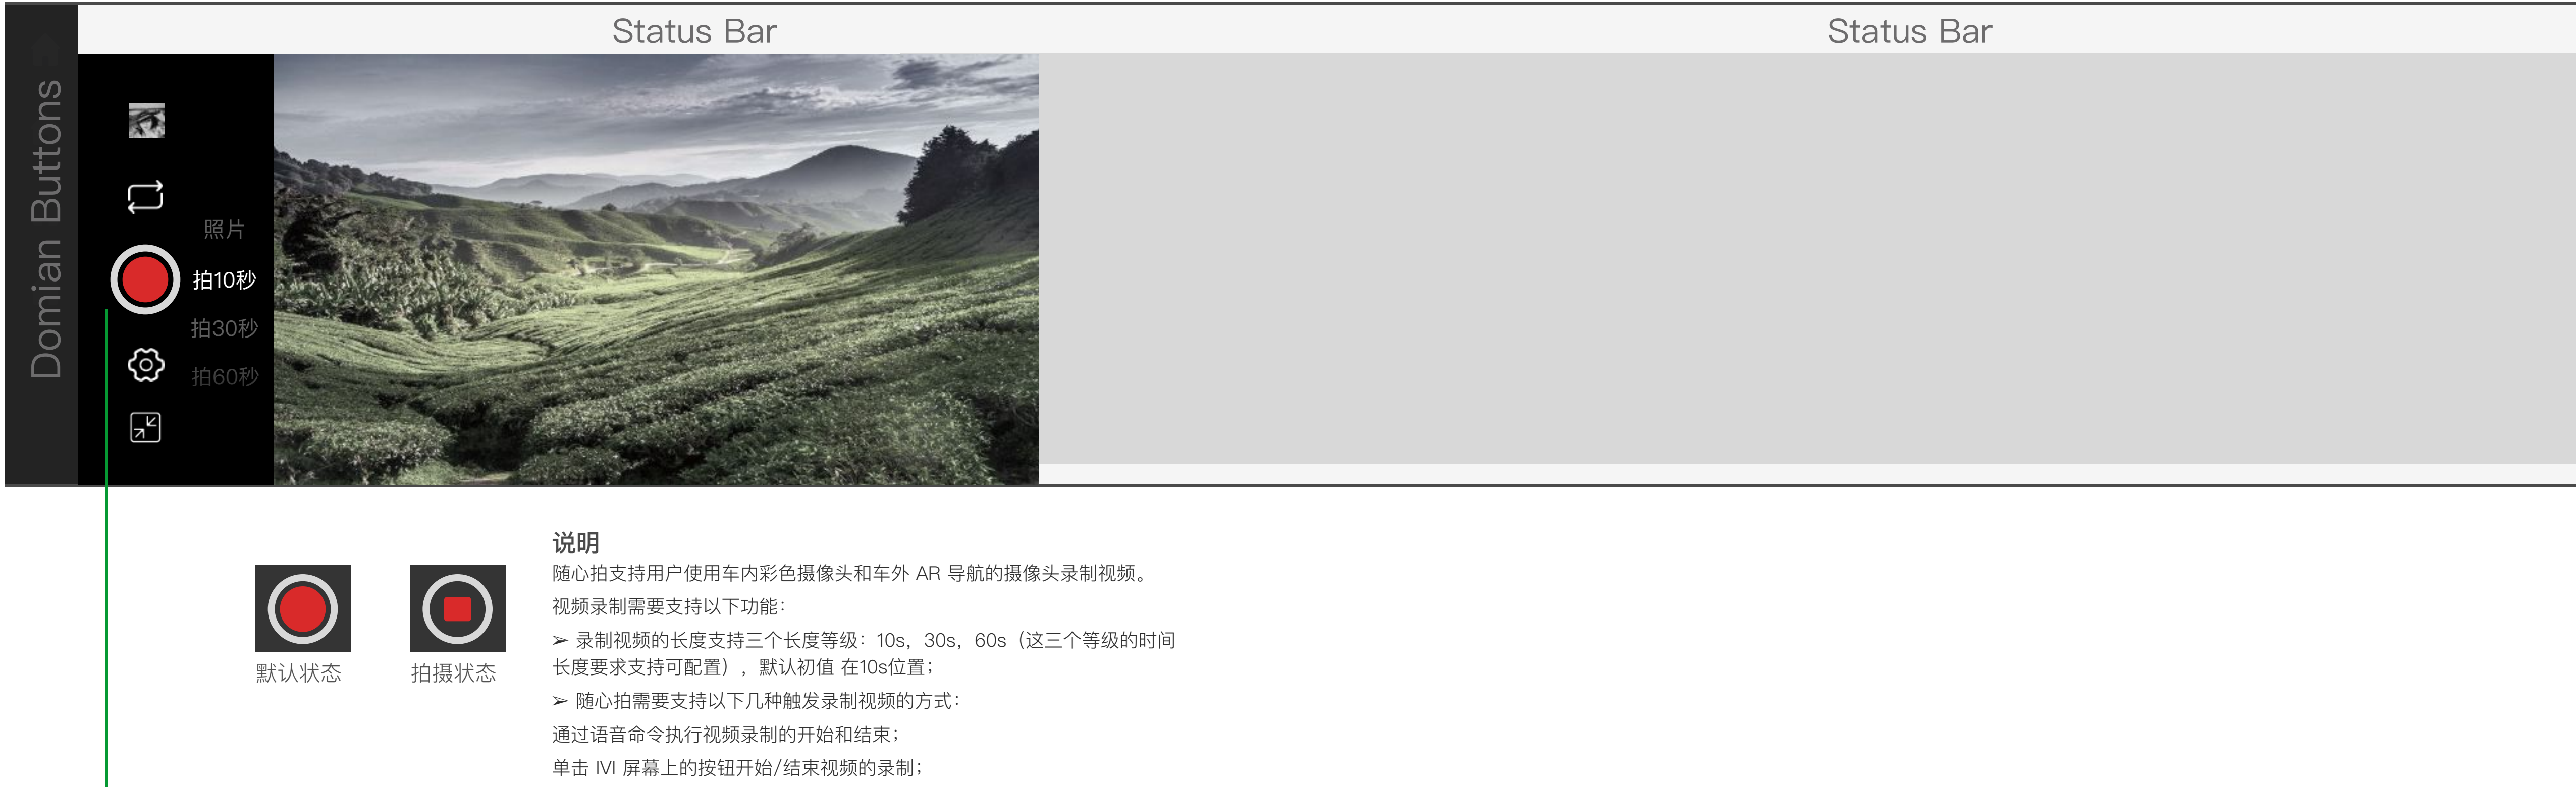 Status Bar
Status Bar
Domian Buttons
照片
拍10秒
拍30秒
拍60秒
默认状态
拍摄状态
说明
随心拍支持用户使用车内彩色摄像头和车外 AR 导航的摄像头录制视频。
视频录制需要支持以下功能：
➢ 录制视频的长度支持三个长度等级：10s，30s，60s（这三个等级的时间
长度要求支持可配置），默认初值 在10s位置；
➢ 随心拍需要支持以下几种触发录制视频的方式：
通过语音命令执行视频录制的开始和结束；
单击 IVI 屏幕上的按钮开始/结束视频的录制；